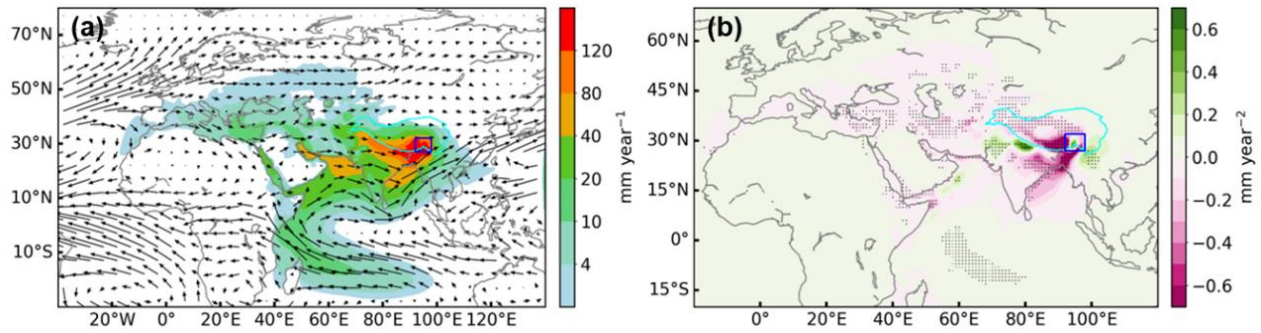 (a)
70°N
50°N
30°N
10°N
10°S
20°W 0° 20°E 40°E 60°E 80°E 100°E 120°E
120
80
40
20
10
4
mm year⁻¹
(b)
60°N
45°N
30°N
15°N
0°
15°S
0° 20°E 40°E 60°E 80°E 100°E
0.6
0.4
0.2
0.0
−0.2
−0.4
−0.6
mm year⁻²